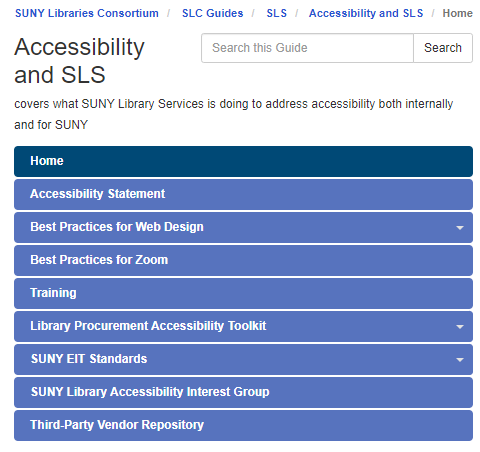 SUNY Libraries Consortium / SLC Guides / SLS / Accessibility and SLS / Home
Accessibility
and SLS
Search this Guide
Search
covers what SUNY Library Services is doing to address accessibility both internally
and for SUNY
Home
Accessibility Statement
Best Practices for Web Design
Best Practices for Zoom
Training
Library Procurement Accessibility Toolkit
SUNY EIT Standards
SUNY Library Accessibility Interest Group
Third-Party Vendor Repository